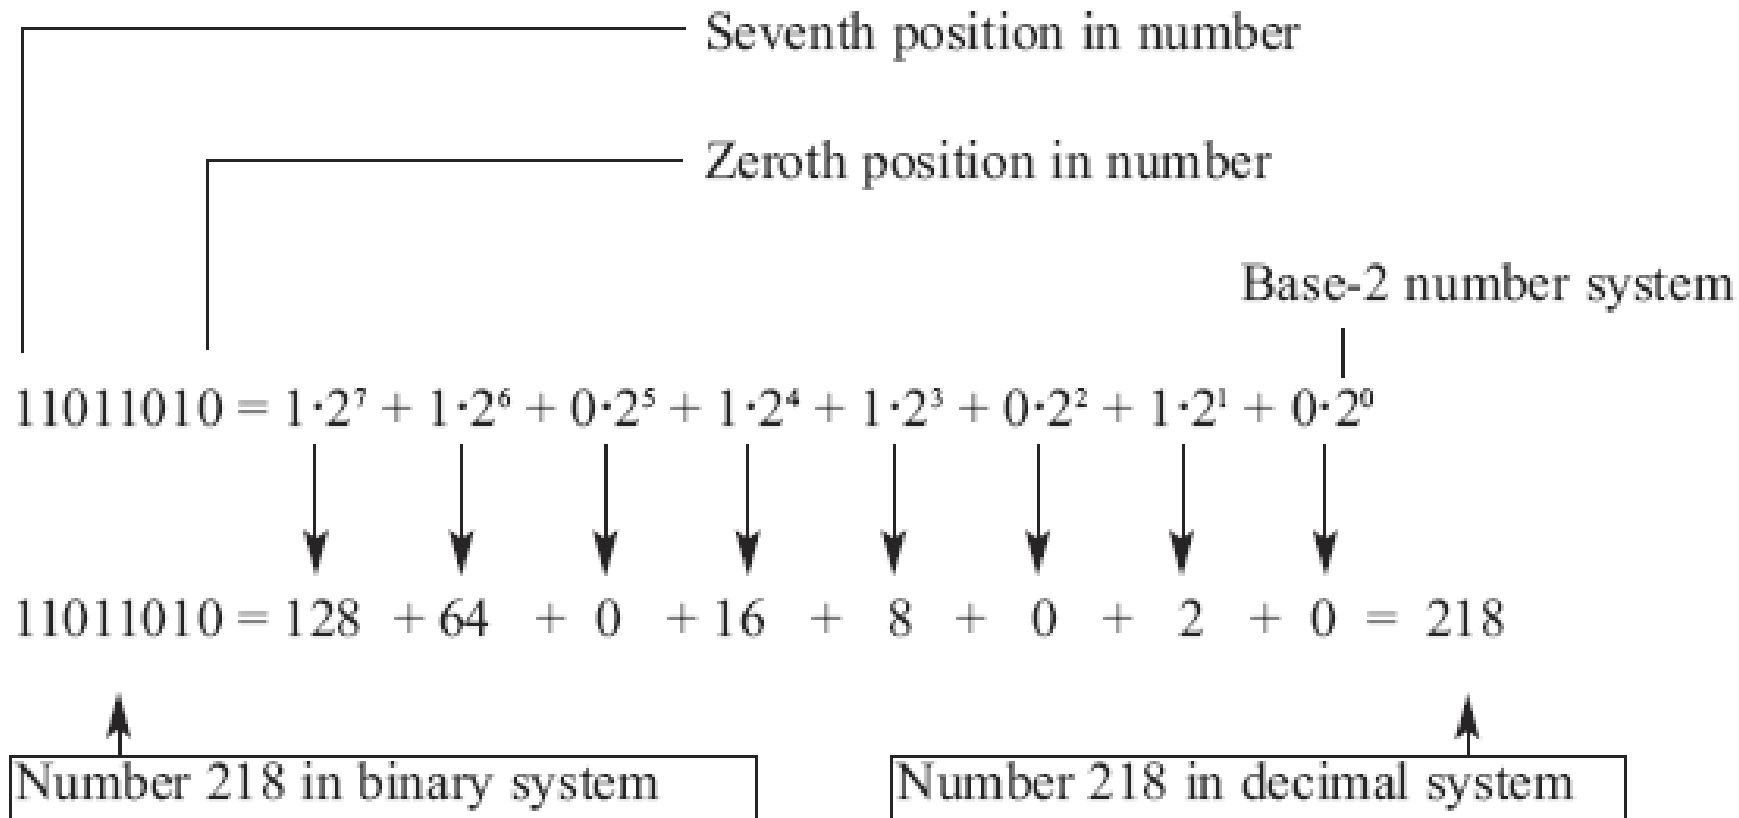 Seventh position in number
Zeroth position in number
Base-2 number system
11011010 = 1·2⁷ + 1·2⁶ + 0·2⁵ + 1·2⁴ + 1·2³ + 0·2² + 1·2¹ + 0·2⁰
11011010 = 128 + 64 + 0 + 16 + 8 + 0 + 2 + 0 = 218
Number 218 in binary system
Number 218 in decimal system